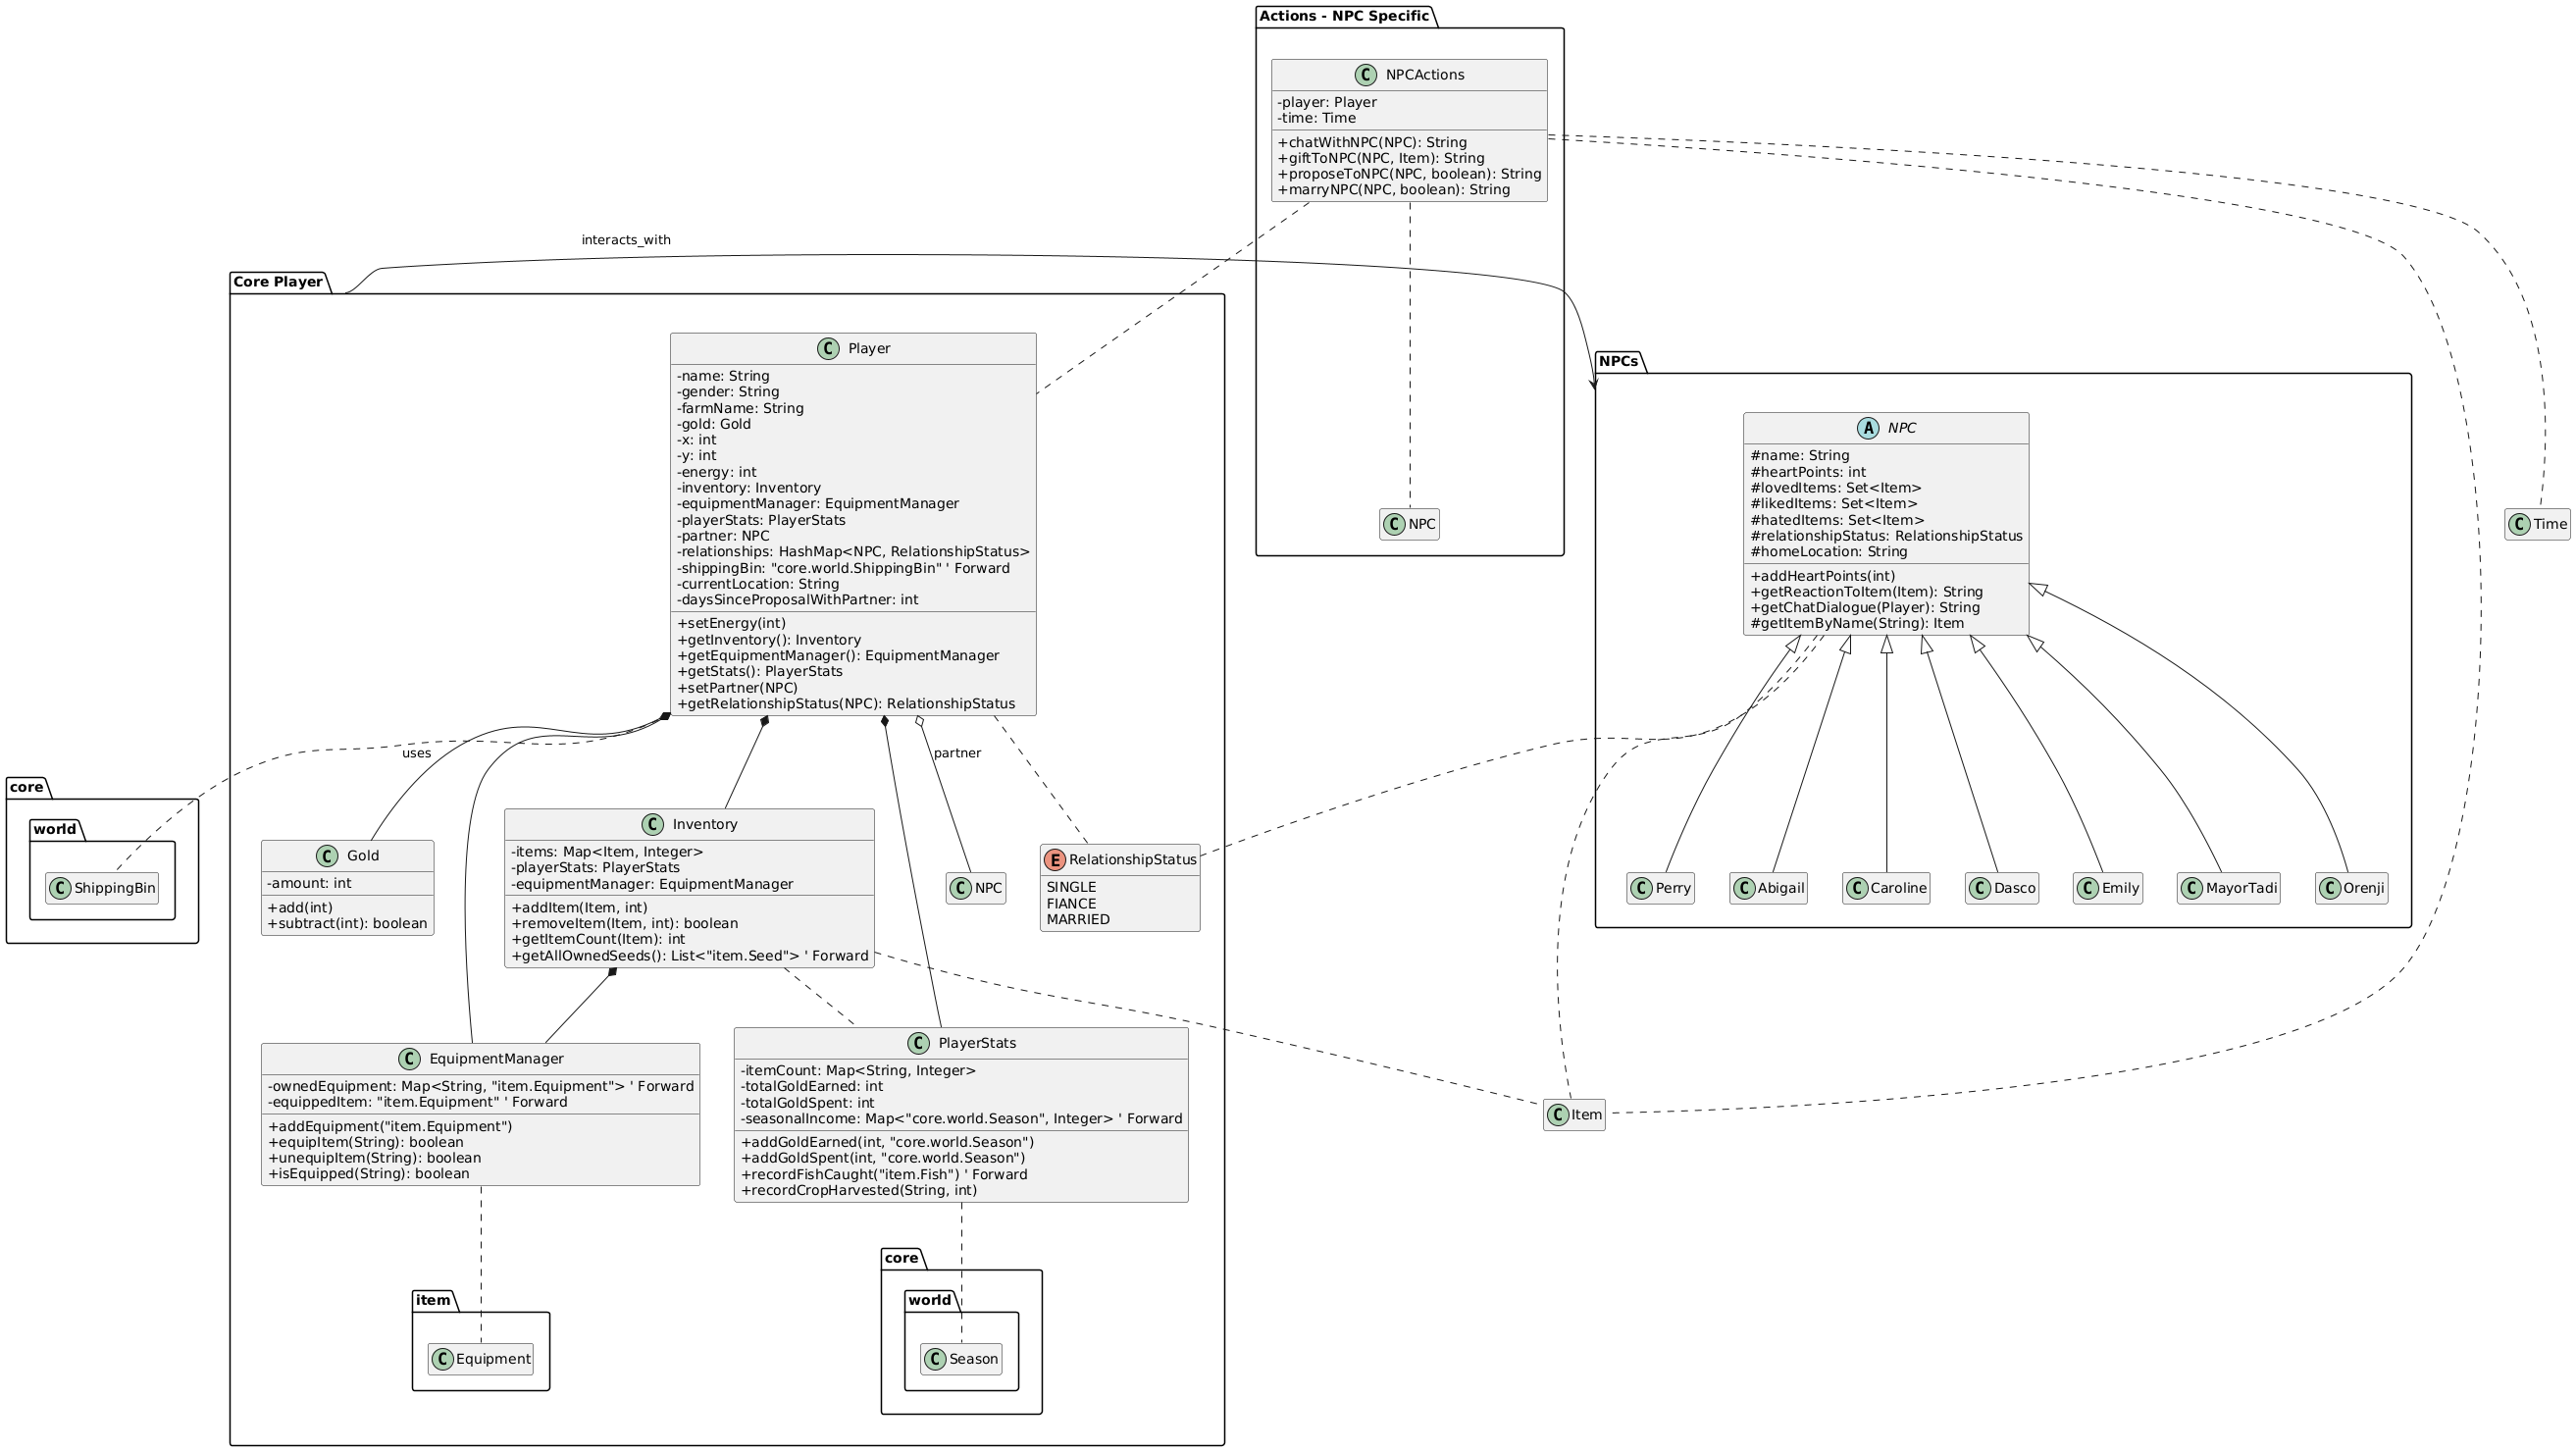 Actions - NPC Specific
C NPCActions
-player: Player
-time: Time
+chatWithNPC(NPC): String
+giftToNPC(NPC, Item): String
+proposeToNPC(NPC, boolean): String
+marryNPC(NPC, boolean): String
interacts_with
Core Player
C Player
-name: String
-gender: String
-farmName: String
-gold: Gold
-x: int
-y: int
-energy: int
-inventory: Inventory
-equipmentManager: EquipmentManager
-playerStats: PlayerStats
-partner: NPC
-relationships: HashMap<NPC, RelationshipStatus>
-shippingBin: "core.world.ShippingBin" ' Forward
-currentLocation: String
-daysSinceProposalWithPartner: int
+setEnergy(int)
+getInventory(): Inventory
+getEquipmentManager(): EquipmentManager
+getStats(): PlayerStats
+setPartner(NPC)
+getRelationshipStatus(NPC): RelationshipStatus
C NPC
NPCs
A NPC
#name: String
#heartPoints: int
#lovedItems: Set<Item>
#likedItems: Set<Item>
#hatedItems: Set<Item>
#relationshipStatus: RelationshipStatus
#homeLocation: String
+addHeartPoints(int)
+getReactionToItem(Item): String
+getChatDialogue(Player): String
#getItemByName(String): Item
C Time
uses
partner
core
world
C ShippingBin
C Gold
-amount: int
+add(int)
+subtract(int): boolean
C Inventory
-items: Map<Item, Integer>
-playerStats: PlayerStats
-equipmentManager: EquipmentManager
+addItem(Item, int)
+removeItem(Item, int): boolean
+getItemCount(Item): int
+getAllOwnedSeeds(): List<"item.Seed"> ' Forward
C NPC
E RelationshipStatus
SINGLE
FIANCE
MARRIED
C Perry
C Abigail
C Caroline
C Dasco
C Emily
C MayorTadi
C Orenji
C EquipmentManager
-ownedEquipment: Map<String, "item.Equipment"> ' Forward
-equippedItem: "item.Equipment" ' Forward
+addEquipment("item.Equipment")
+equipItem(String): boolean
+unequipItem(String): boolean
+isEquipped(String): boolean
C PlayerStats
-itemCount: Map<String, Integer>
-totalGoldEarned: int
-totalGoldSpent: int
-seasonalIncome: Map<"core.world.Season", Integer> ' Forward
+addGoldEarned(int, "core.world.Season")
+addGoldSpent(int, "core.world.Season")
+recordFishCaught("item.Fish") ' Forward
+recordCropHarvested(String, int)
C Item
item
C Equipment
core
world
C Season